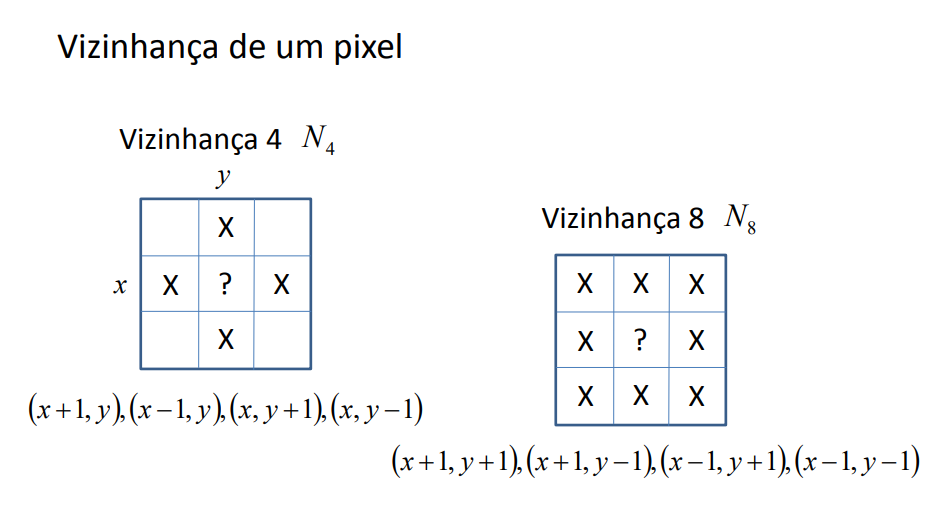 Vizinhança de um pixel
Vizinhança 4 N₄
y
X
x X ? X
X
(x+1, y),(x−1, y),(x, y+1),(x, y−1)
Vizinhança 8 N₈
X X X
X ? X
X X X
(x+1, y+1),(x+1, y−1),(x−1, y+1),(x−1, y−1)